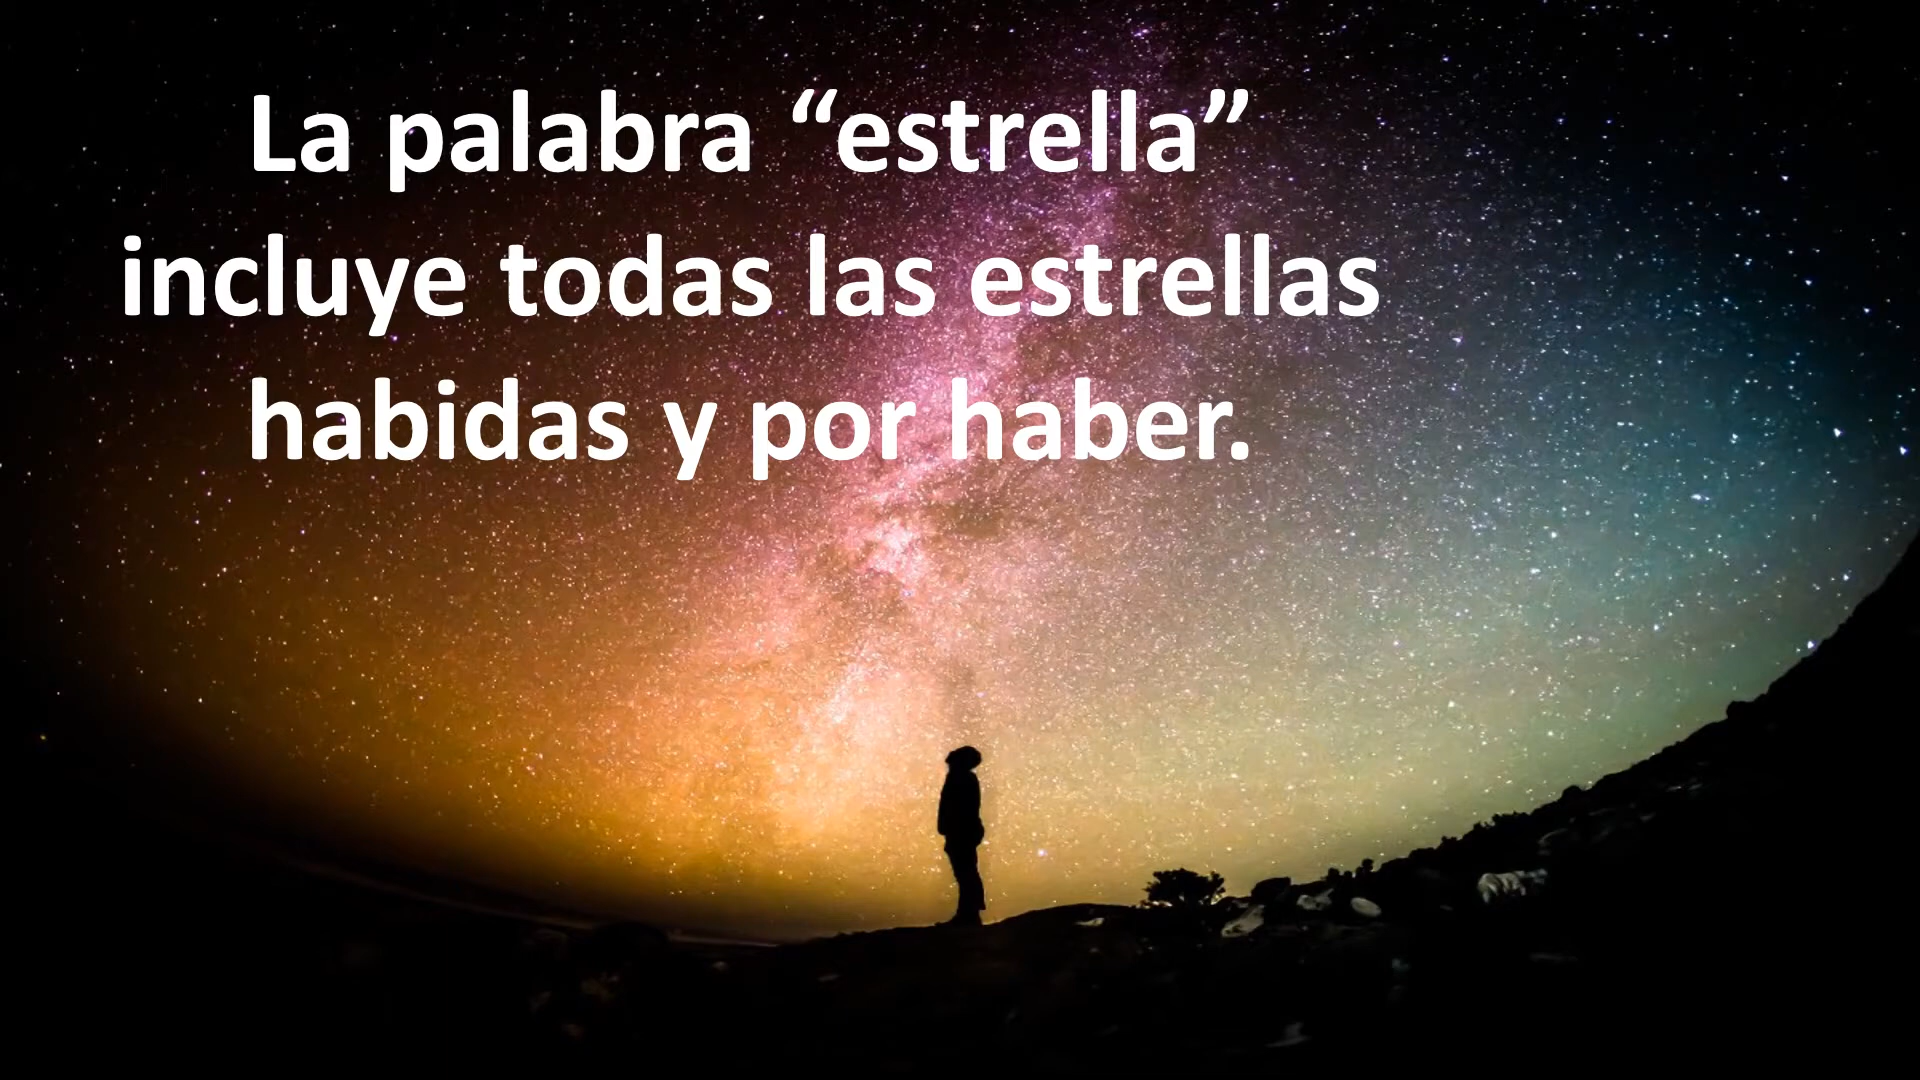 La palabra “estrella”
incluye todas las estrellas
habidas y por haber.